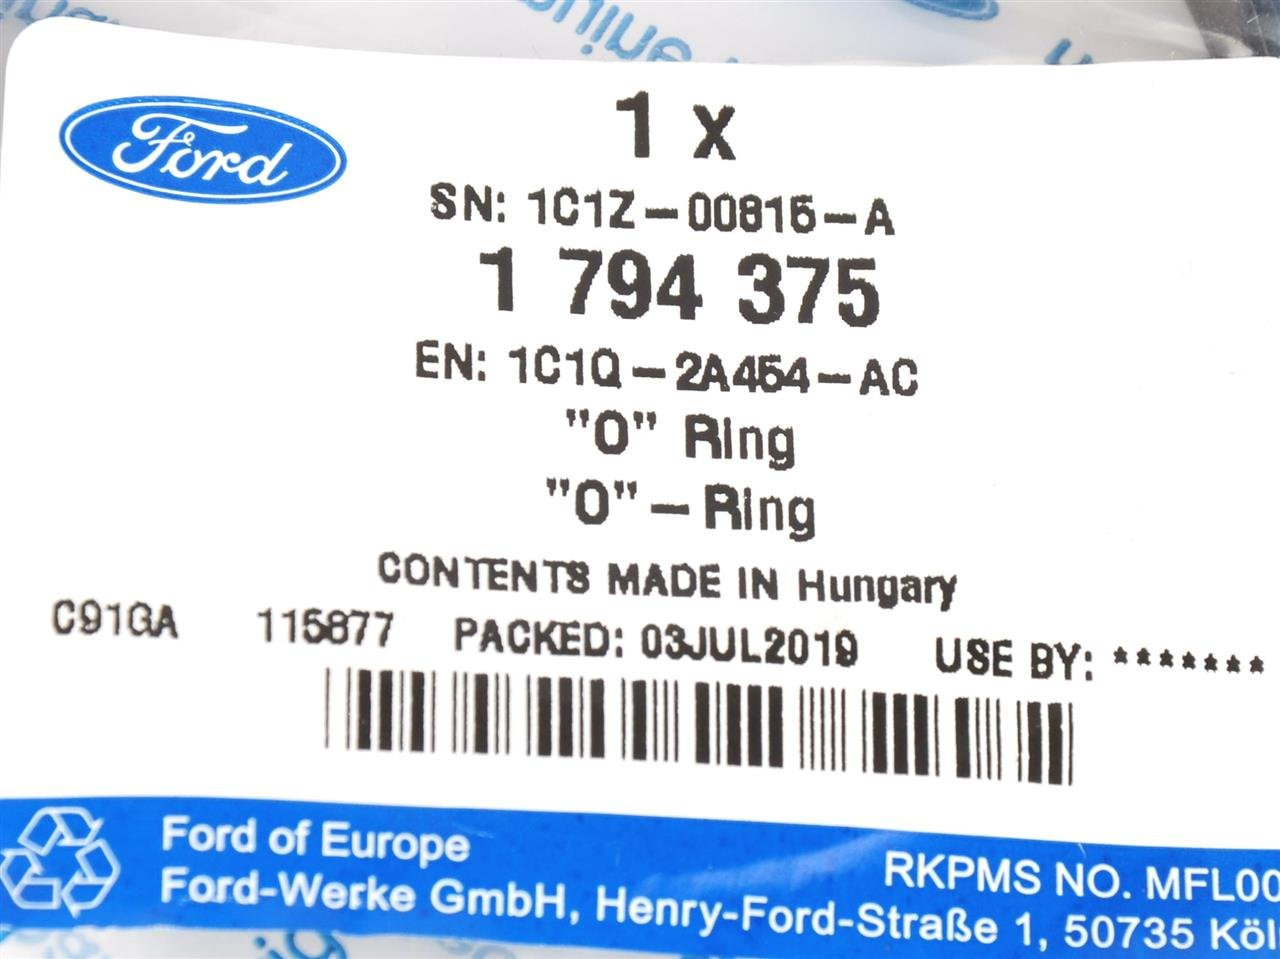 Ford
1 x
SN: 1C1Z-00815-A
1 794 375
EN: 1C1Q-2A454-AC
"O" Ring
"O"-Ring
CONTENTS MADE IN Hungary
C91GA 115877 PACKED: 03JUL2019 USE BY: *******
Ford of Europe
RKPMS NO. MFL00
Ford-Werke GmbH, Henry-Ford-Straße 1, 50735 Köl